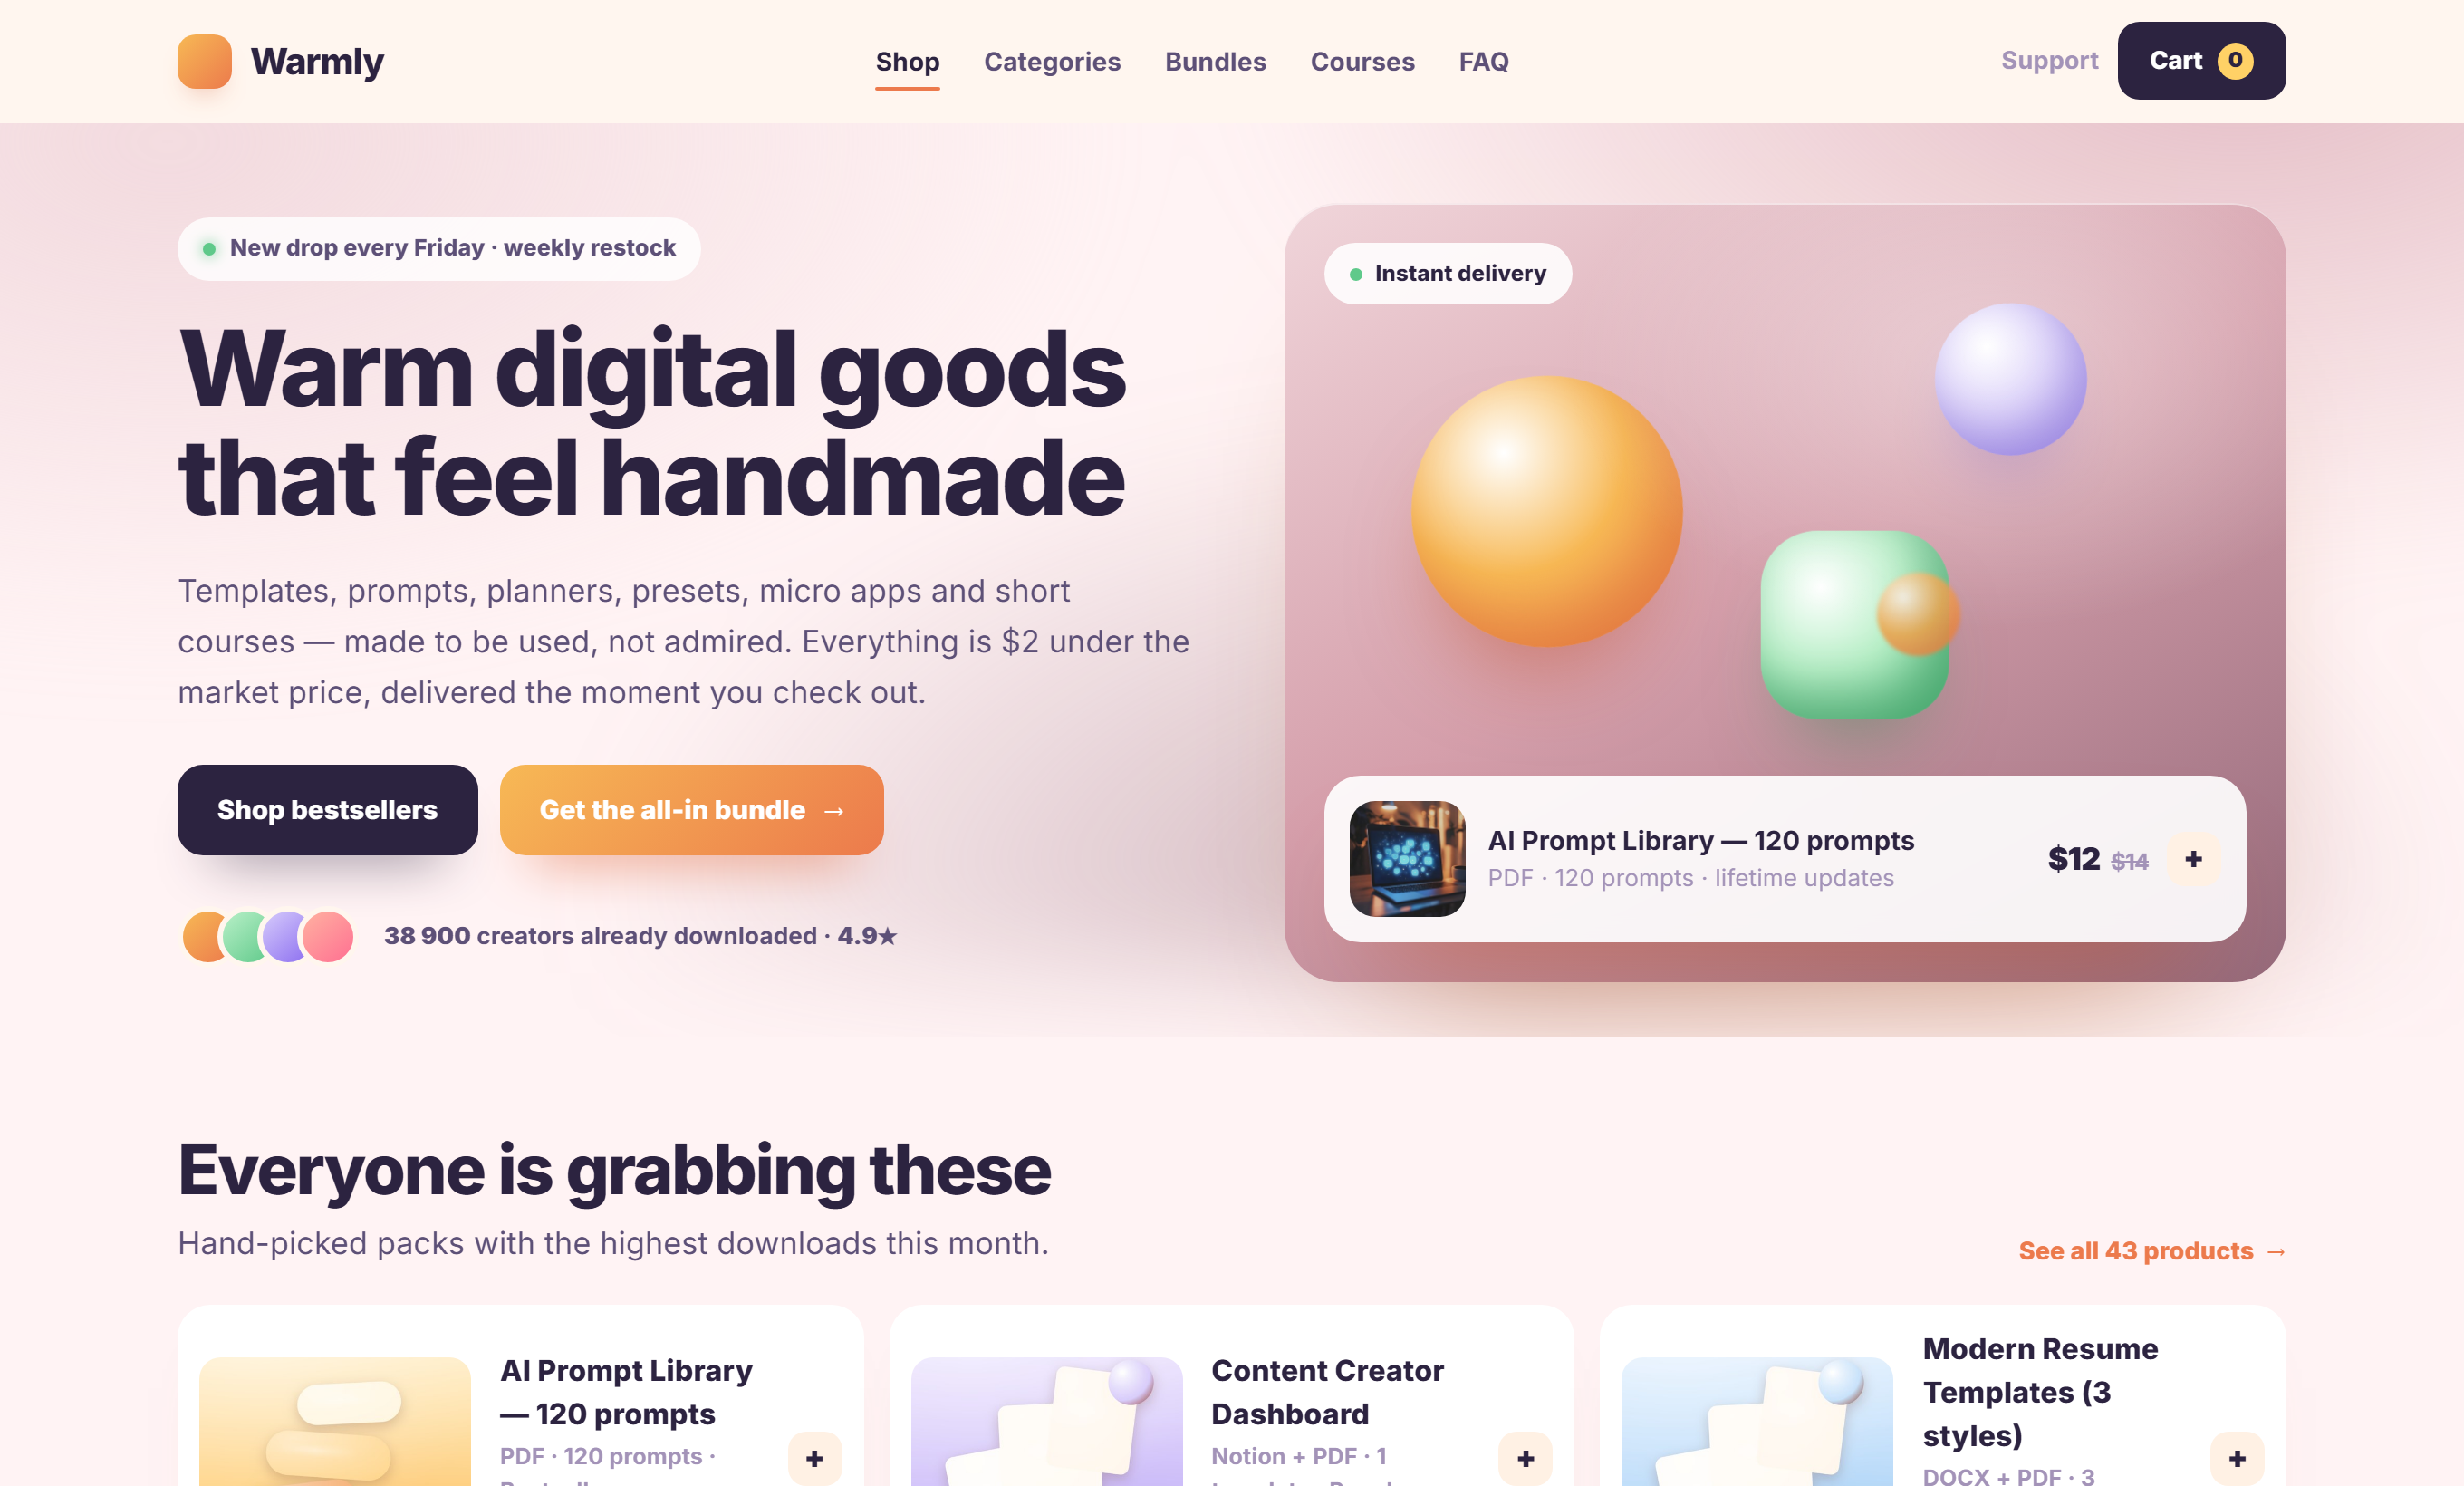 Warmly
Shop
Categories
Bundles
Courses
FAQ
Support
Cart 0
New drop every Friday · weekly restock
Warm digital goods
that feel handmade
Templates, prompts, planners, presets, micro apps and short
courses — made to be used, not admired. Everything is $2 under the
market price, delivered the moment you check out.
Shop bestsellers
Get the all-in bundle →
38 900 creators already downloaded · 4.9★
Instant delivery
AI Prompt Library — 120 prompts
PDF · 120 prompts · lifetime updates
$12 $14 +
Everyone is grabbing these
Hand-picked packs with the highest downloads this month.
See all 43 products →
AI Prompt Library
— 120 prompts
PDF · 120 prompts ·
+
Content Creator
Dashboard
Notion + PDF · 1
+
Modern Resume
Templates (3
styles)
DOCX + PDF · 3
+